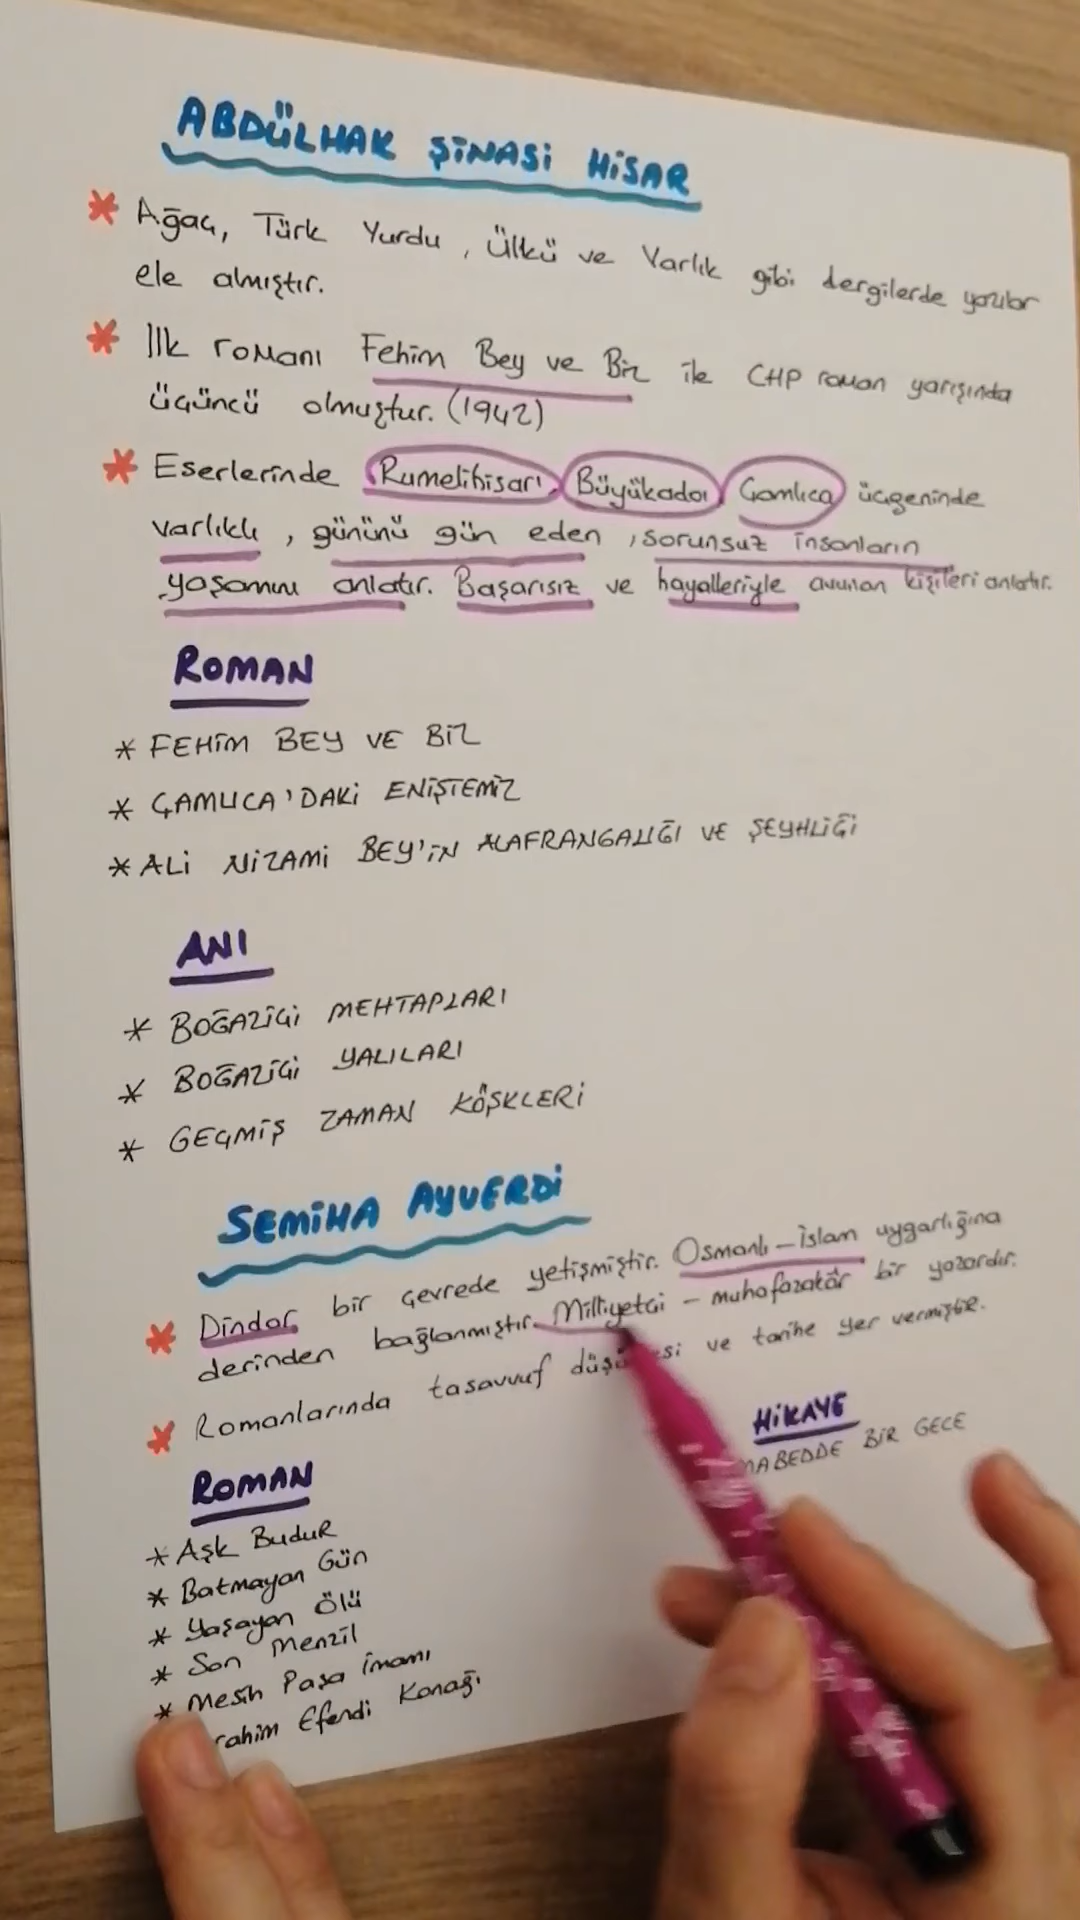 ABDÜLHAK ŞİNASİ HİSAR
* Ağaç, Türk Yurdu, Ülkü ve Varlık gibi dergilerde yazılar
ele almıştır.
* İlk romanı Fehim Bey ve Biz ile CHP roman yarışında
üçüncü olmuştur. (1942)
* Eserlerinde Rumelihisarı, Büyükada, Çamlıca üçgeninde
varlıklı, gününü gün eden, sorunsuz insanların
yaşamını anlatır. Başarısız ve hayalleriyle avunan kişileri anlatır.
ROMAN
* FEHİM BEY VE BİZ
* ÇAMLICA'DAKİ ENİŞTEMİZ
* ALİ NİZAMİ BEY'İN ALAFRANGALIĞI VE ŞEYHLİĞİ
ANI
* BOĞAZİÇİ MEHTAPLARI
* BOĞAZİÇİ YALILARI
* GEÇMİŞ ZAMAN KÖŞKLERİ
SEMİHA AYVERDİ
* Dindar bir çevrede yetişmiştir. Osmanlı - İslam uygarlığına
derinden bağlanmıştır. Milliyetçi - muhafazakâr bir yazardır.
* Romanlarında tasavvuf ve tarihe yer vermiştir.
HİKAYE
MABEDDE BİR GECE
ROMAN
* Aşk Budur
* Batmayan Gün
* Yaşayan Ölü
* Son Menzil
* Mesih Paşa İmamı
rahim Efendi Konağı